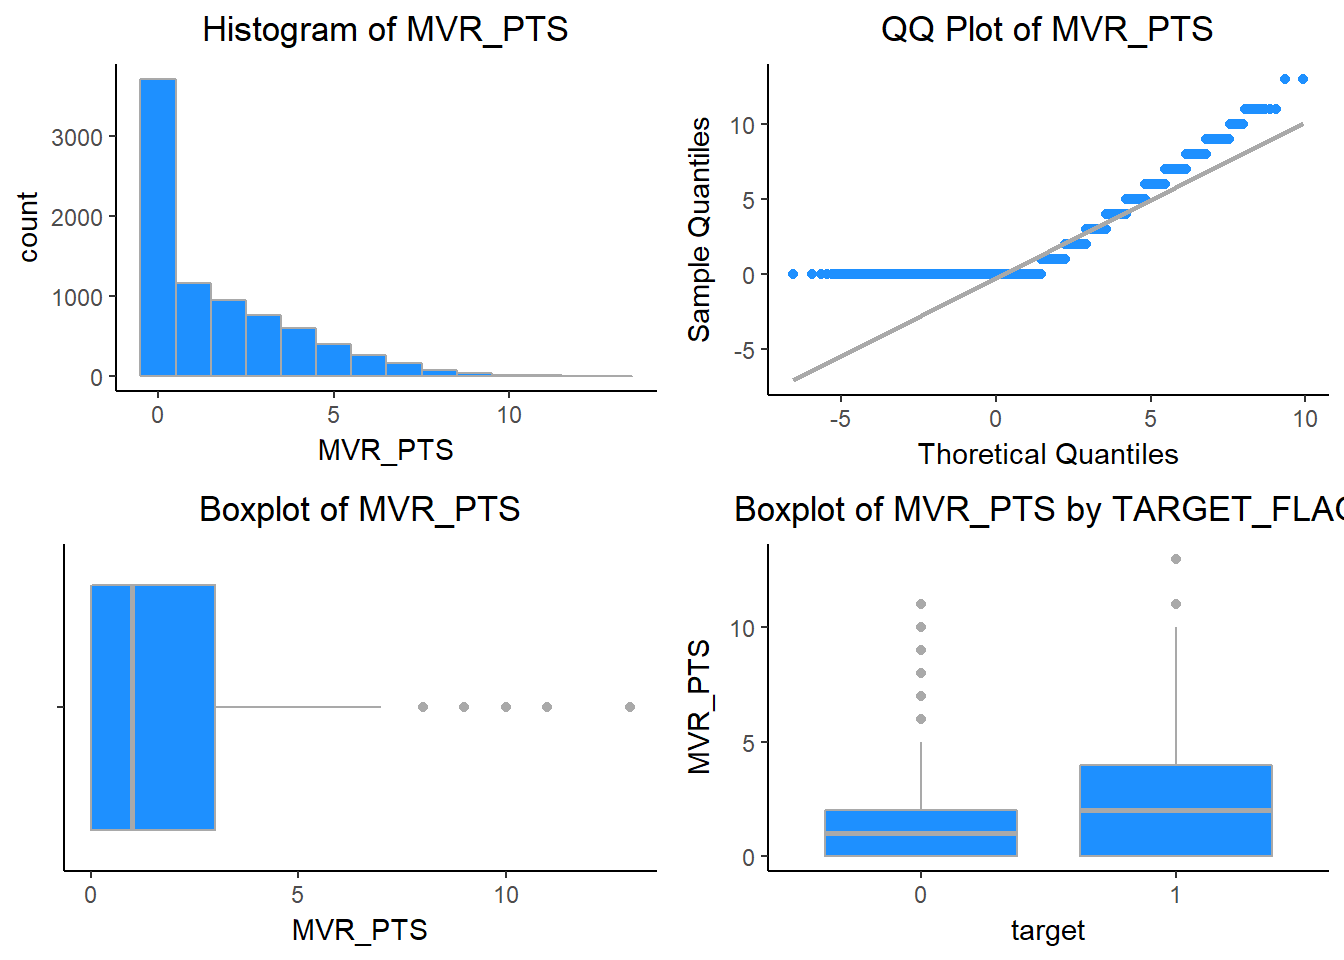 Histogram of MVR_PTS
count
3000
2000
1000
0
0 5 10
MVR_PTS
QQ Plot of MVR_PTS
Sample Quantiles
10
5
0
-5
-5 0 5 10
Thoretical Quantiles
Boxplot of MVR_PTS
0 5 10
MVR_PTS
Boxplot of MVR_PTS by TARGET_FLAG
MVR_PTS
10
5
0
0 1
target